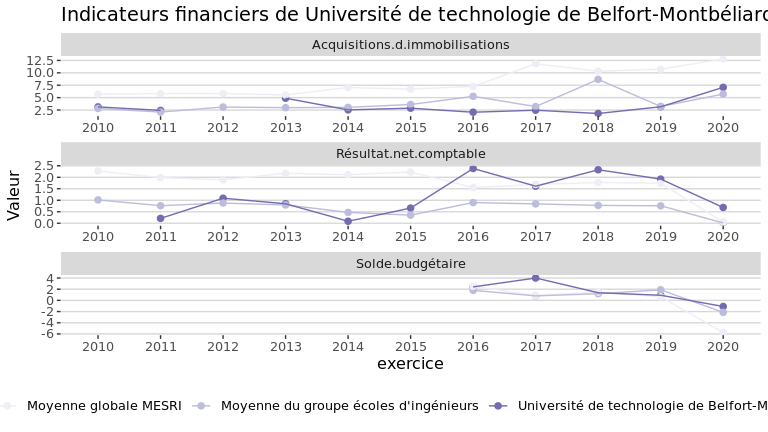 Indicateurs financiers de Université de technologie de Belfort-Montbéliard
Acquisitions.d.immobilisations
12.5
10.0
7.5
5.0
2.5
2010 2011 2012 2013 2014 2015 2016 2017 2018 2019 2020
Résultat.net.comptable
2.5
2.0
1.5
1.0
0.5
0.0
2010 2011 2012 2013 2014 2015 2016 2017 2018 2019 2020
Solde.budgétaire
4
2
0
-2
-4
-6
2010 2011 2012 2013 2014 2015 2016 2017 2018 2019 2020
Valeur
exercice
Moyenne globale MESRI Moyenne du groupe écoles d'ingénieurs Université de technologie de Belfort-M